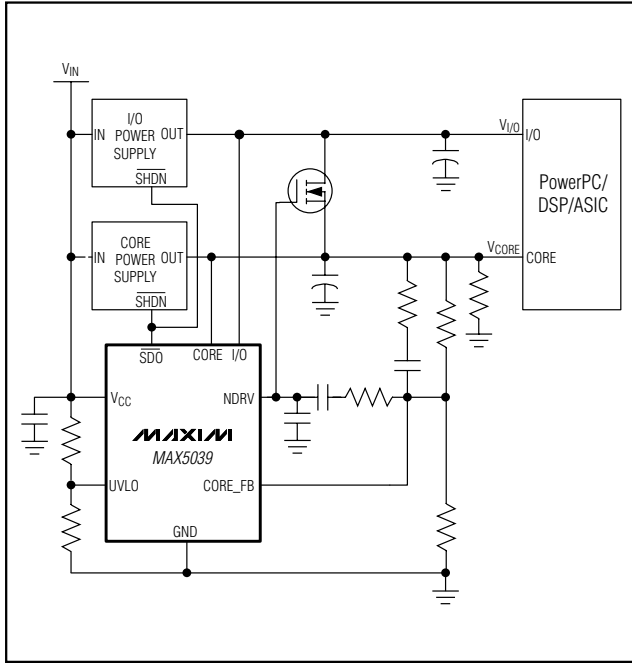 VIN
I/O
IN POWER OUT
SUPPLY
SHDN
VI/O
I/O
PowerPC/
DSP/ASIC
CORE
IN POWER OUT
SUPPLY
SHDN
VCORE
CORE
SDO CORE I/O
VCC
NDRV
MAXIM
MAX5039
UVLO
CORE_FB
GND